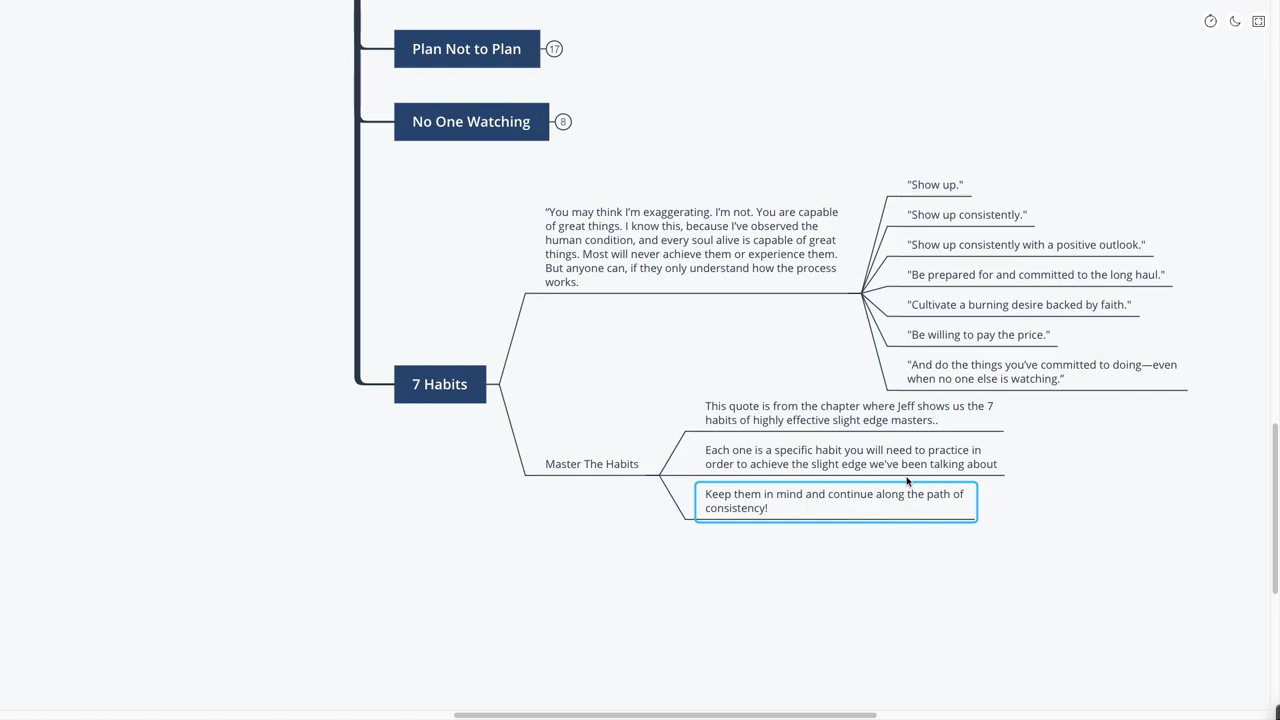 Plan Not to Plan
17
No One Watching
8
"Show up."
“You may think I’m exaggerating. I’m not. You are capable
of great things. I know this, because I’ve observed the
human condition, and every soul alive is capable of great
things. Most will never achieve them or experience them.
But anyone can, if they only understand how the process
works.
"Show up consistently."
"Show up consistently with a positive outlook."
"Be prepared for and committed to the long haul."
"Cultivate a burning desire backed by faith."
"Be willing to pay the price."
"And do the things you’ve committed to doing—even
when no one else is watching.”
7 Habits
Master The Habits
This quote is from the chapter where Jeff shows us the 7
habits of highly effective slight edge masters..
Each one is a specific habit you will need to practice in
order to achieve the slight edge we've been talking about
Keep them in mind and continue along the path of
consistency!